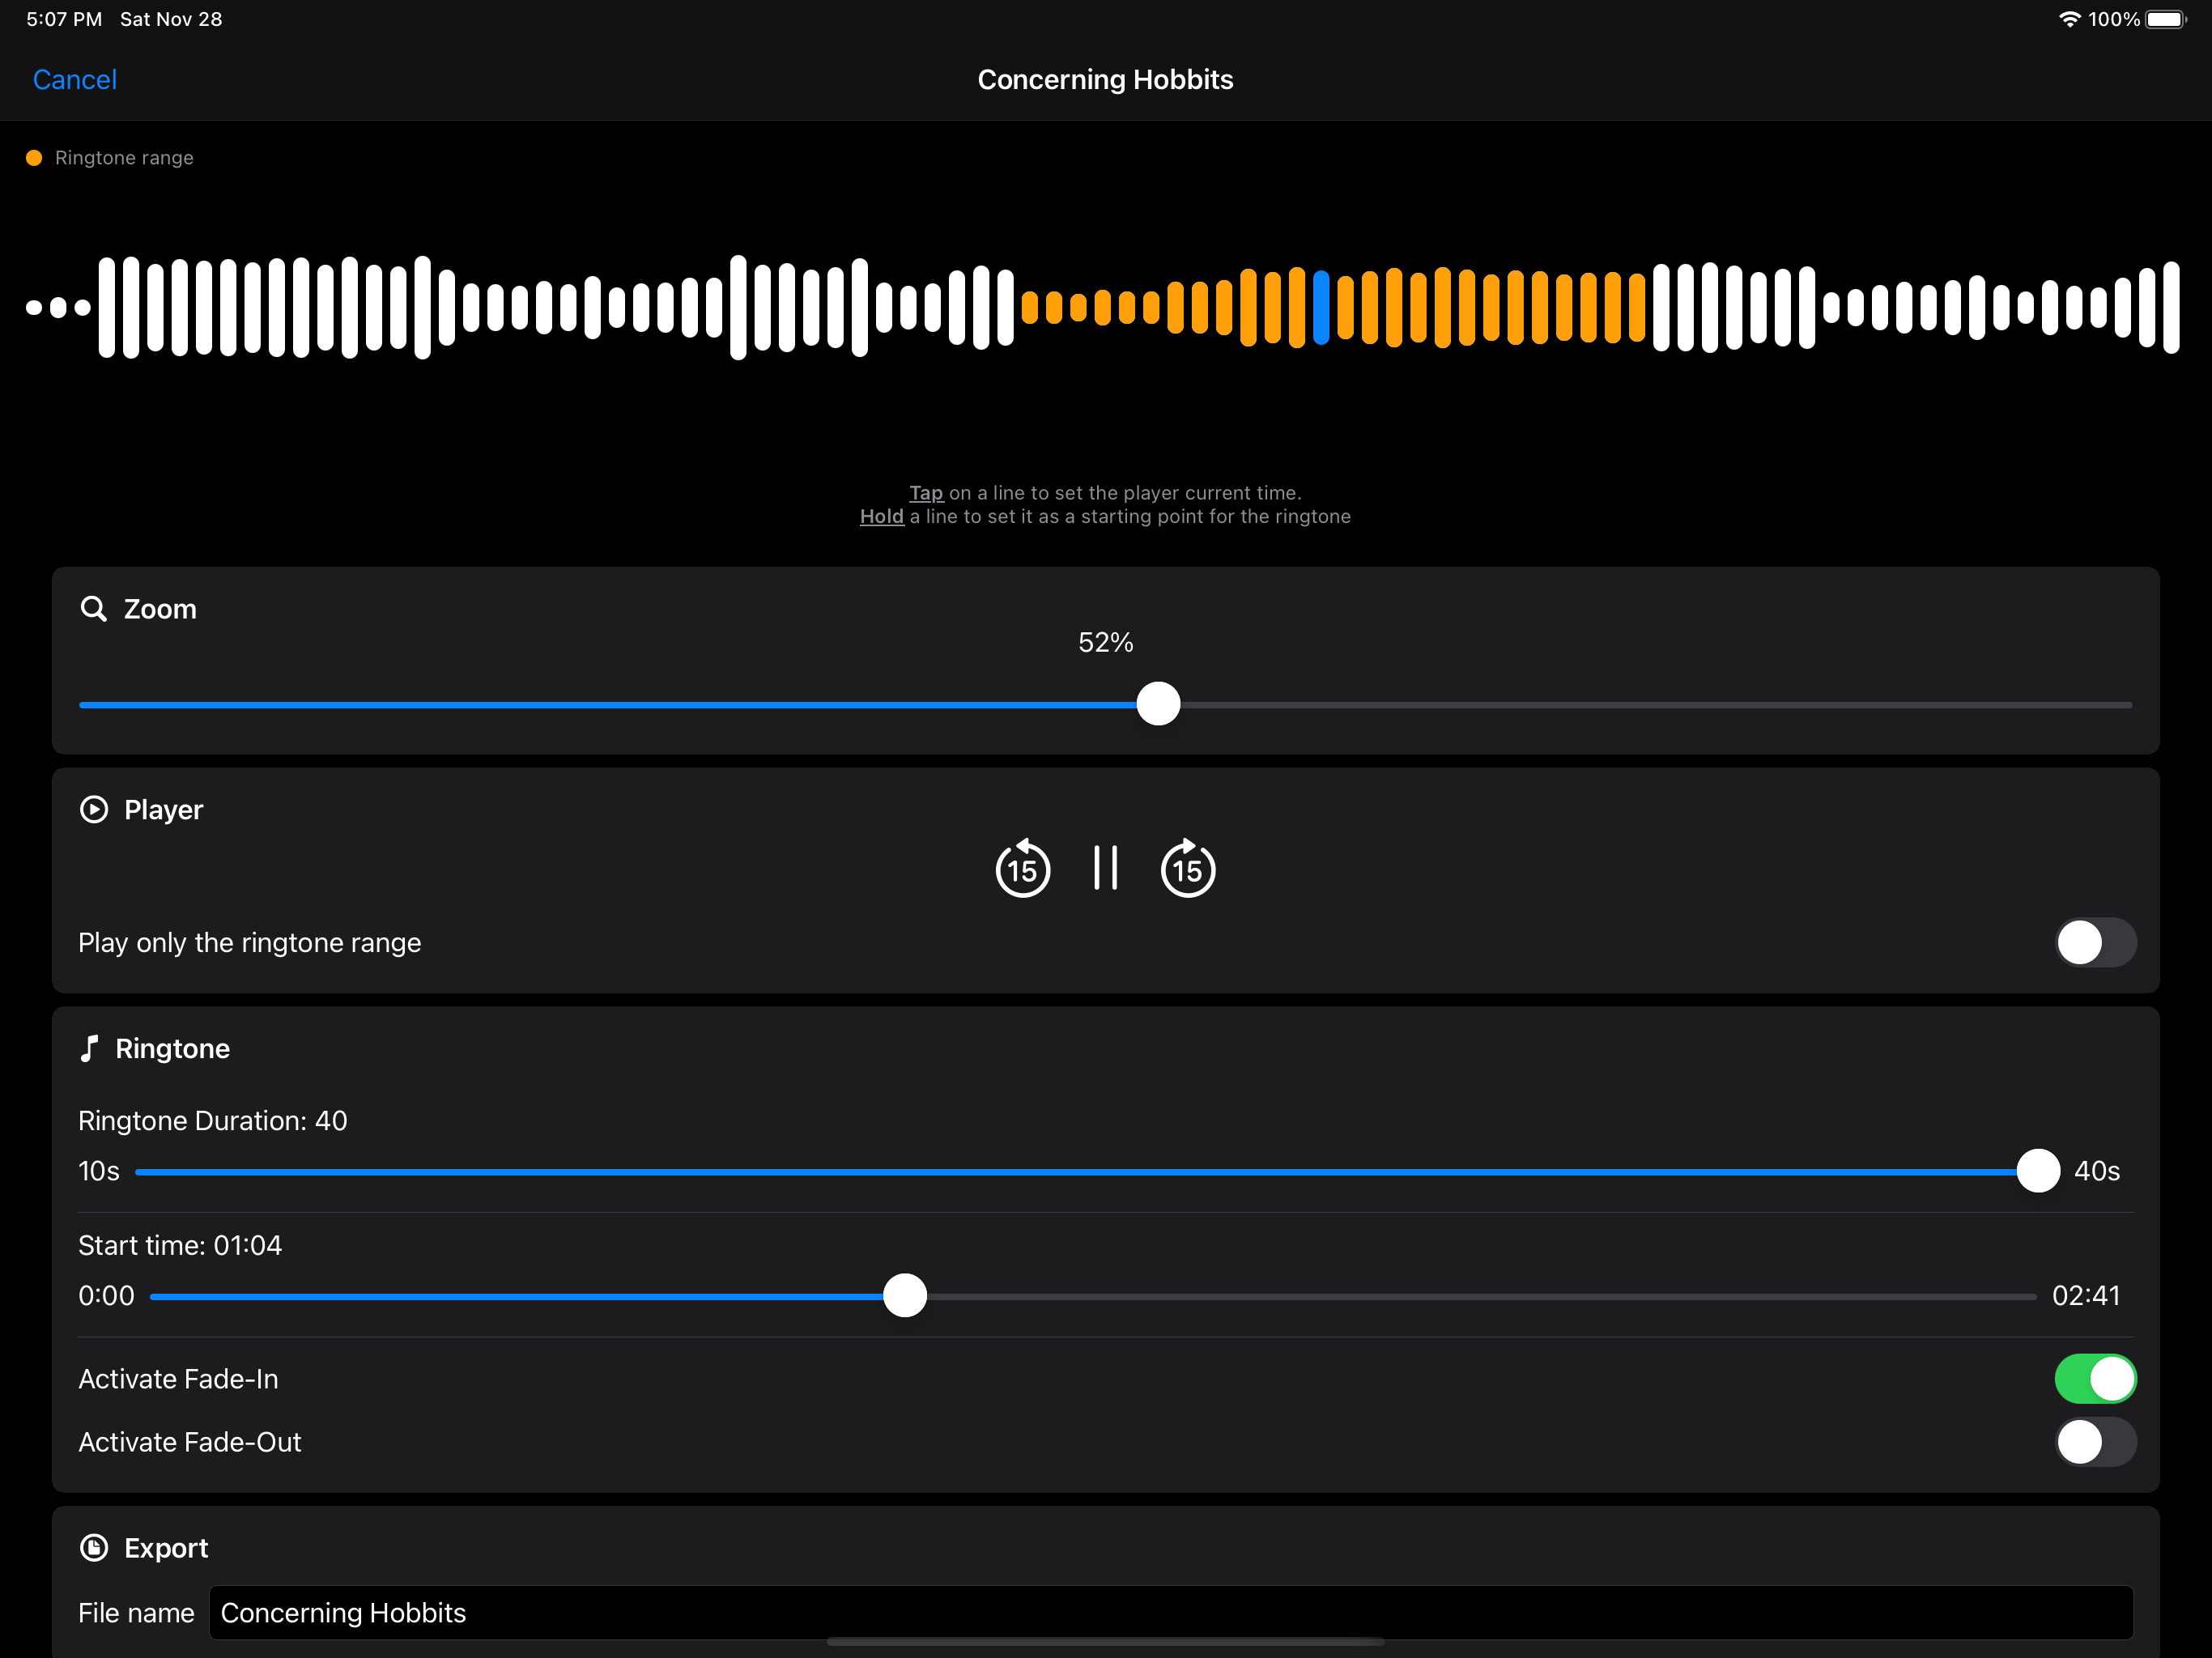 5:07 PM Sat Nov 28 100%
Cancel Concerning Hobbits
Ringtone range
Tap on a line to set the player current time.
Hold a line to set it as a starting point for the ringtone
Zoom
52%
Player
15 15
Play only the ringtone range
Ringtone
Ringtone Duration: 40
10s 40s
Start time: 01:04
0:00 02:41
Activate Fade-In
Activate Fade-Out
Export
File name Concerning Hobbits